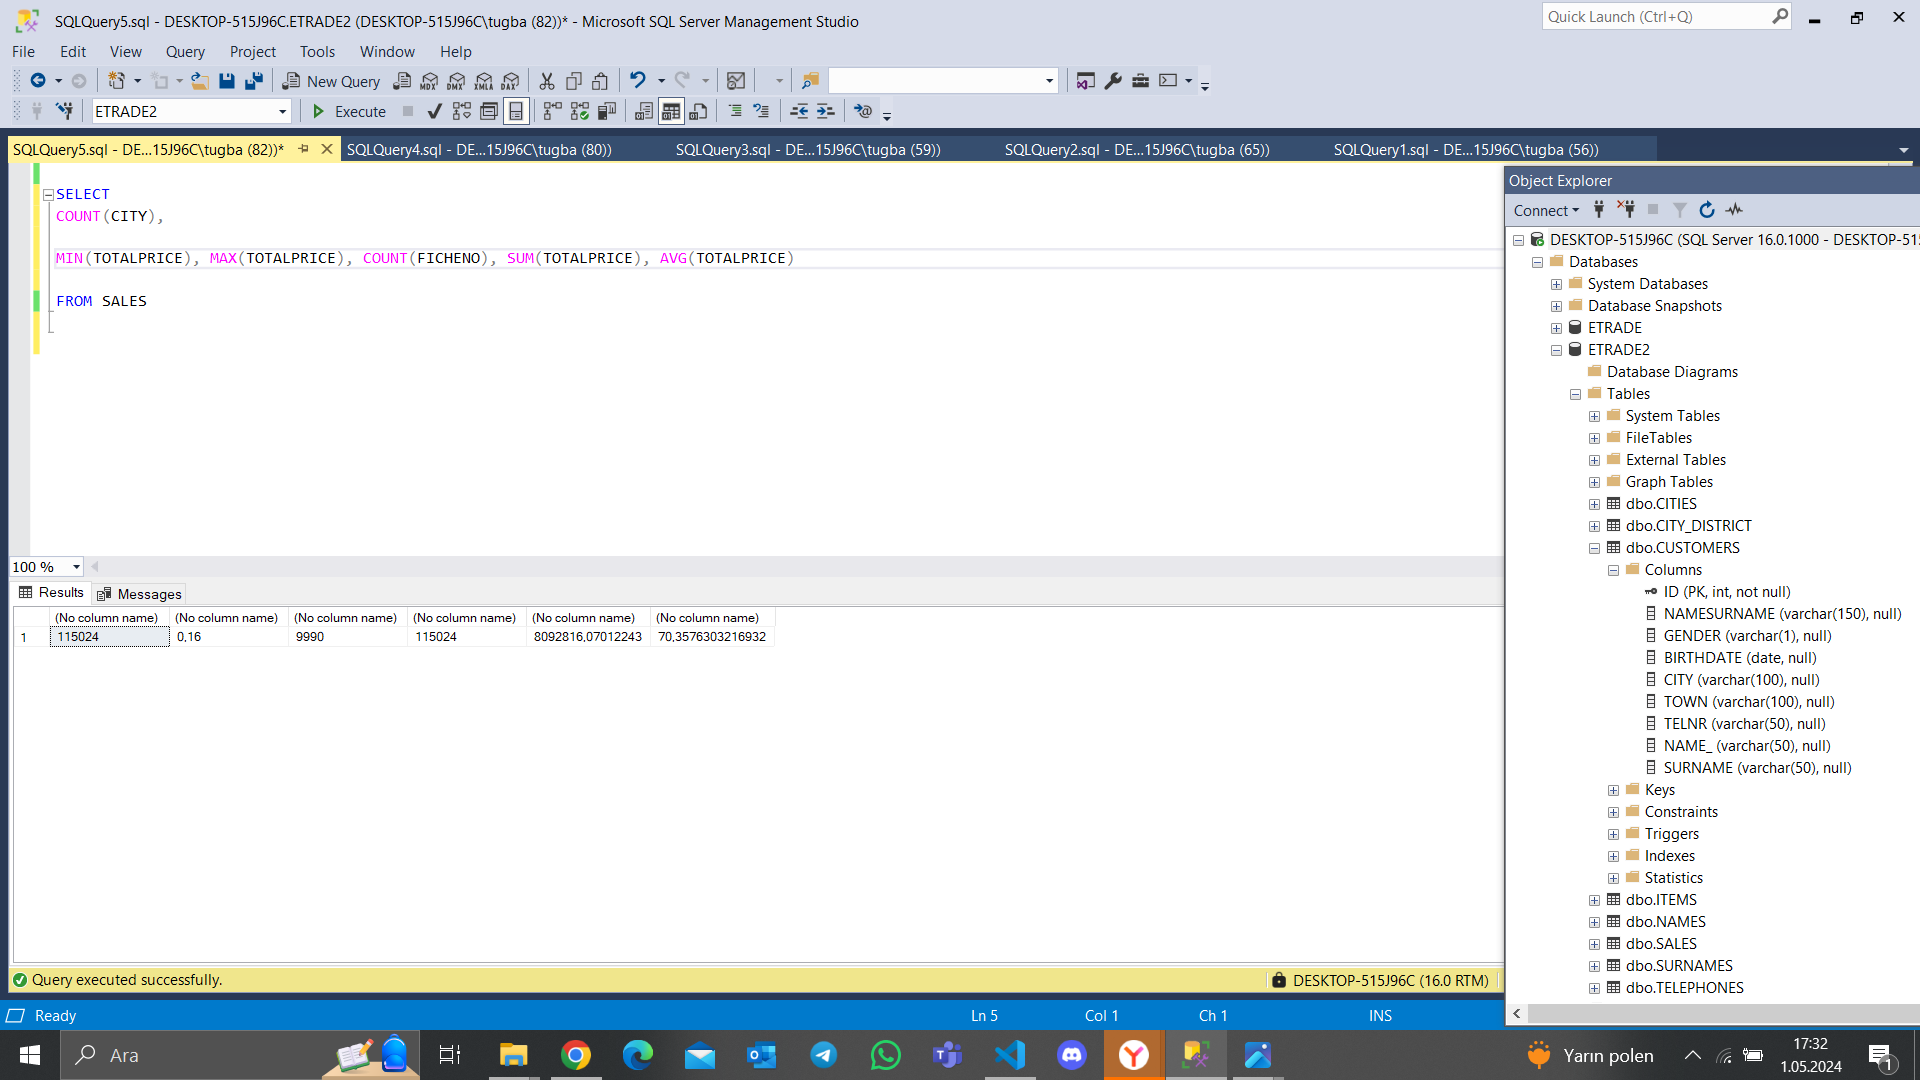 SQLQuery5.sql - DESKTOP-515J96C.ETRADE2 (DESKTOP-515J96C\tugba (82))* - Microsoft SQL Server Management Studio
Quick Launch (Ctrl+Q)
File Edit View Query Project Tools Window Help
New Query
MDX DMX XMLA DAX
ETRADE2
Execute
SQLQuery5.sql - DE...15J96C\tugba (82))*
SQLQuery4.sql - DE...15J96C\tugba (80))
SQLQuery3.sql - DE...15J96C\tugba (59))
SQLQuery2.sql - DE...15J96C\tugba (65))
SQLQuery1.sql - DE...15J96C\tugba (56))
SELECT
COUNT(CITY),
MIN(TOTALPRICE), MAX(TOTALPRICE), COUNT(FICHENO), SUM(TOTALPRICE), AVG(TOTALPRICE)
FROM SALES
100 %
Results Messages
(No column name) (No column name) (No column name) (No column name) (No column name) (No column name)
1 115024 0,16 9990 115024 8092816,07012243 70,3576303216932
Query executed successfully.
DESKTOP-515J96C (16.0 RTM)
Object Explorer
Connect
DESKTOP-515J96C (SQL Server 16.0.1000 - DESKTOP-51
Databases
System Databases
Database Snapshots
ETRADE
ETRADE2
Database Diagrams
Tables
System Tables
FileTables
External Tables
Graph Tables
dbo.CITIES
dbo.CITY_DISTRICT
dbo.CUSTOMERS
Columns
ID (PK, int, not null)
NAMESURNAME (varchar(150), null)
GENDER (varchar(1), null)
BIRTHDATE (date, null)
CITY (varchar(100), null)
TOWN (varchar(100), null)
TELNR (varchar(50), null)
NAME_ (varchar(50), null)
SURNAME (varchar(50), null)
Keys
Constraints
Triggers
Indexes
Statistics
dbo.ITEMS
dbo.NAMES
dbo.SALES
dbo.SURNAMES
dbo.TELEPHONES
Ready
Ln 5 Col 1 Ch 1 INS
Ara
Yarın polen
17:32
1.05.2024
1